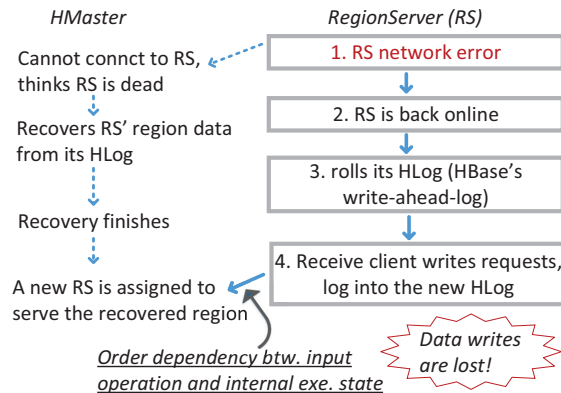 HMaster
RegionServer (RS)
Cannot connct to RS,
thinks RS is dead
Recovers RS' region data
from its HLog
Recovery finishes
A new RS is assigned to
serve the recovered region
1. RS network error
2. RS is back online
3. rolls its HLog (HBase's
write-ahead-log)
4. Receive client writes requests,
log into the new HLog
Order dependency btw. input
operation and internal exe. state
Data writes
are lost!